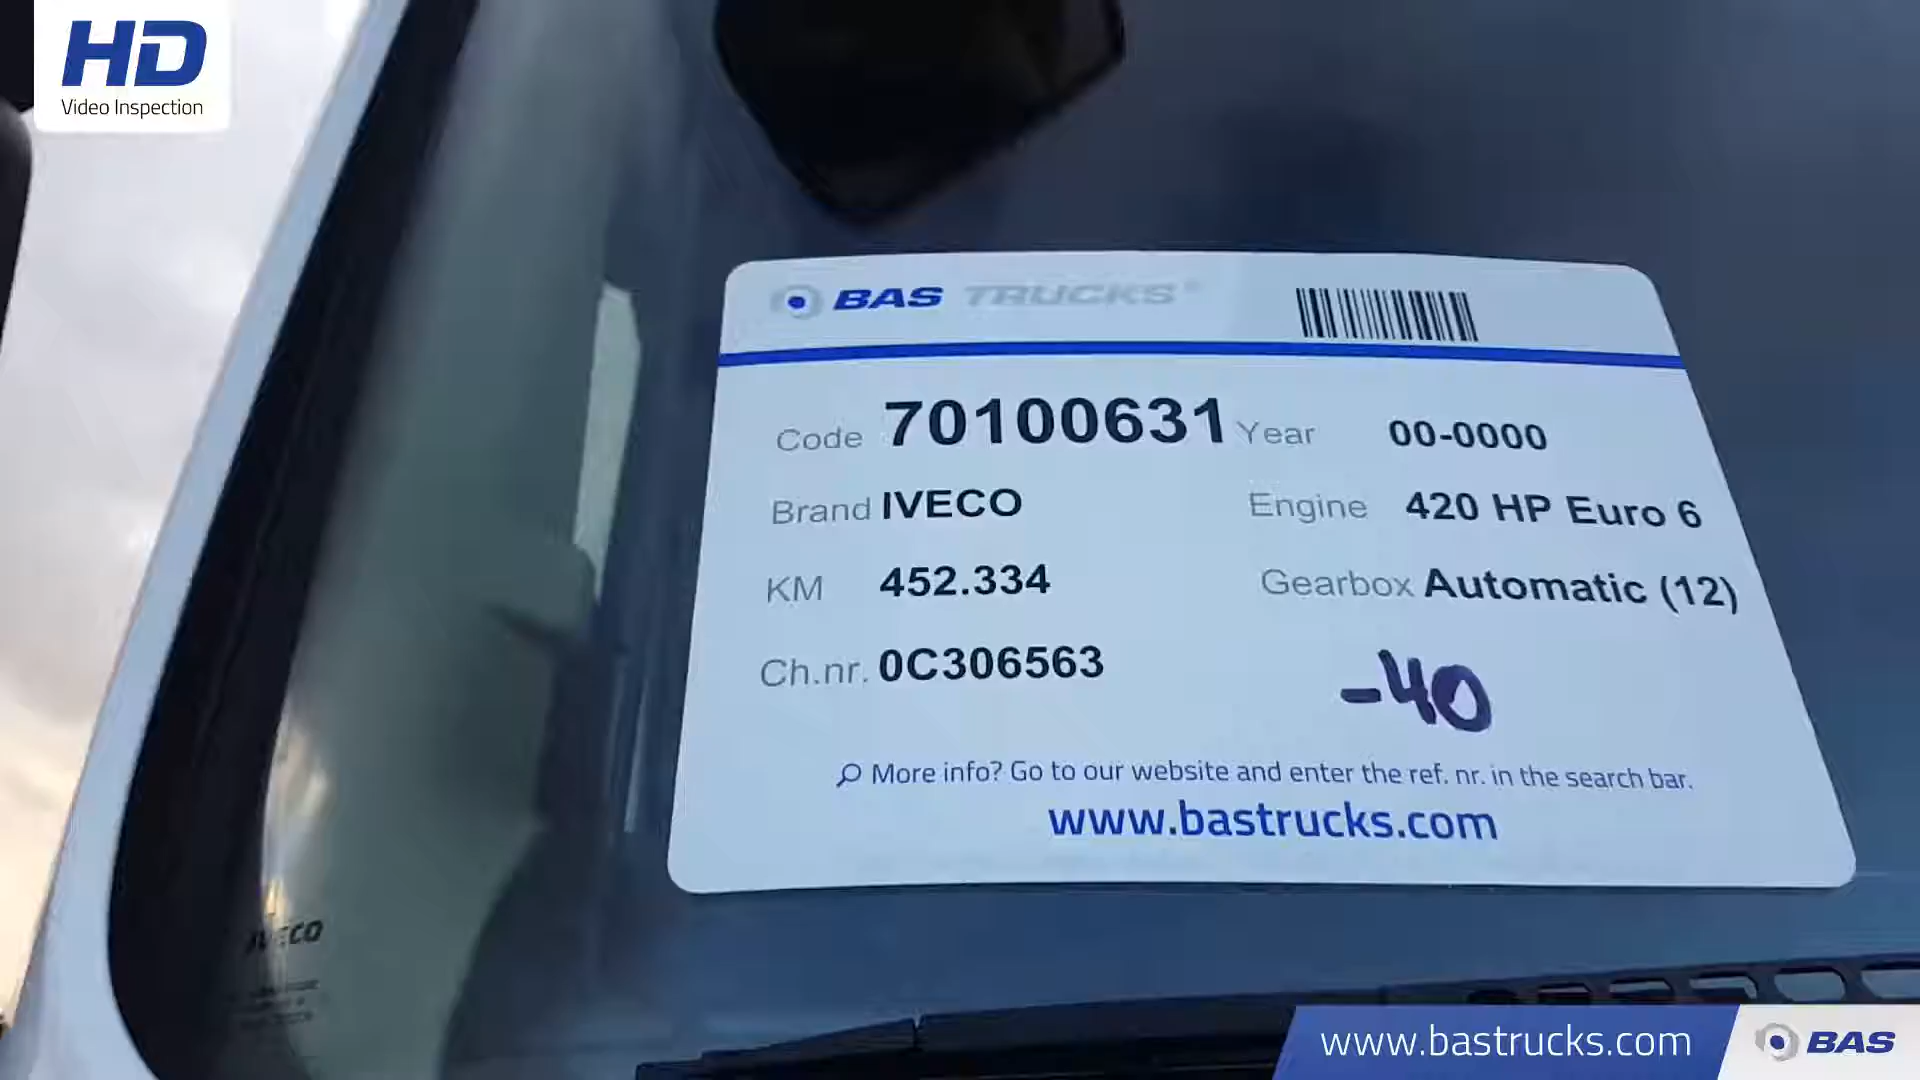 HD
Video Inspection
BAS TRUCKS®
Code 70100631 Year 00-0000
Brand IVECO Engine 420 HP Euro 6
KM 452.334 Gearbox Automatic (12)
Ch.nr. 0C306563
-40
More info? Go to our website and enter the ref. nr. in the search bar.
www.bastrucks.com
IVECO
www.bastrucks.com BAS